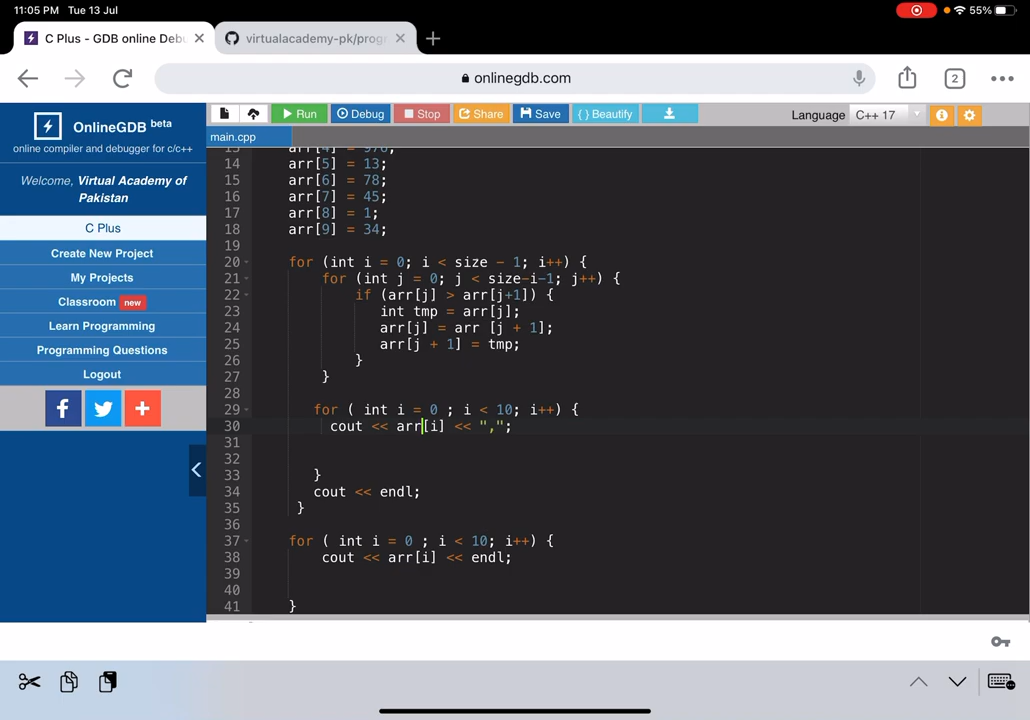 11:05 PM Tue 13 Jul 55%
C Plus - GDB online Debu virtualacademy-pk/progr
onlinegdb.com 2
OnlineGDB beta
online compiler and debugger for c/c++
Welcome, Virtual Academy of
Pakistan
C Plus
Create New Project
My Projects
Classroom new
Learn Programming
Programming Questions
Logout
Run Debug Stop Share Save { } Beautify Language C++ 17
main.cpp
13 arr[4] = 976;
14 arr[5] = 13;
15 arr[6] = 78;
16 arr[7] = 45;
17 arr[8] = 1;
18 arr[9] = 34;
19
20 for (int i = 0; i < size - 1; i++) {
21 for (int j = 0; j < size-i-1; j++) {
22 if (arr[j] > arr[j+1]) {
23 int tmp = arr[j];
24 arr[j] = arr [j + 1];
25 arr[j + 1] = tmp;
26 }
27 }
28
29 for ( int i = 0 ; i < 10; i++) {
30 cout << arr[i] << ",";
31
32
33 }
34 cout << endl;
35 }
36
37 for ( int i = 0 ; i < 10; i++) {
38 cout << arr[i] << endl;
39
40
41 }